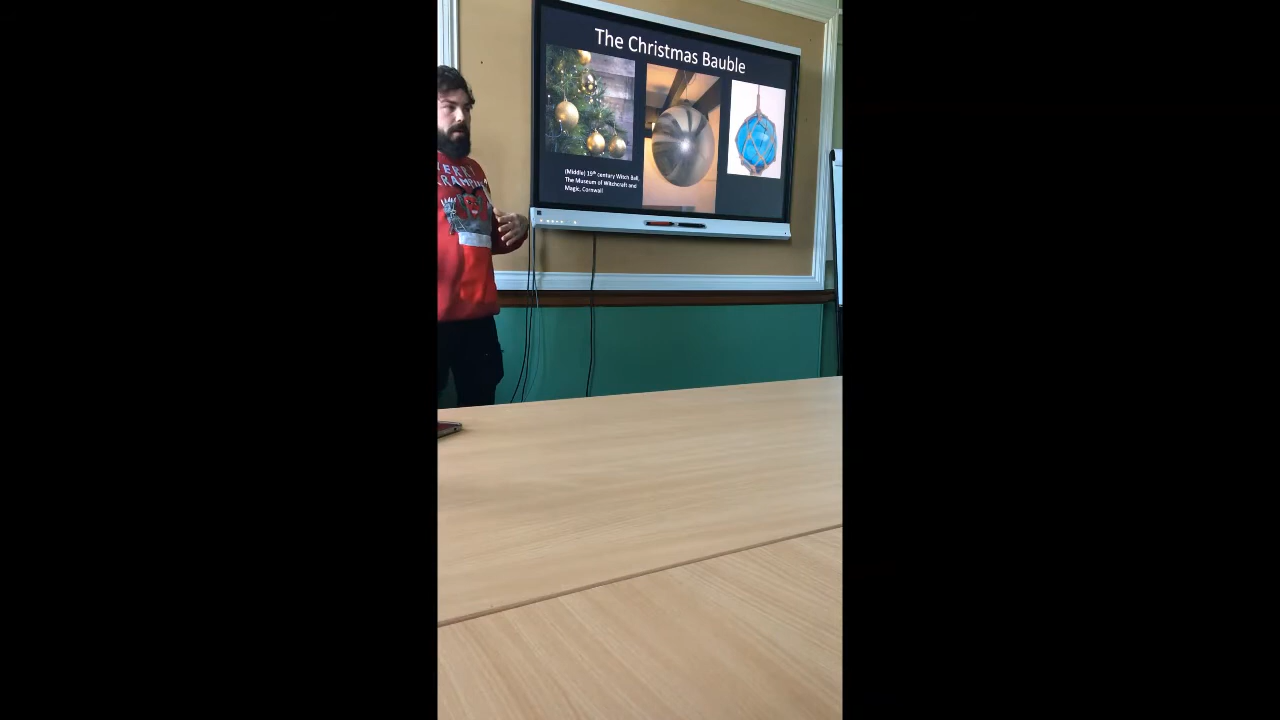 The Christmas Bauble
(Middle) 19th century Witch Ball,
The Museum of Witchcraft and
Magic, Cornwall